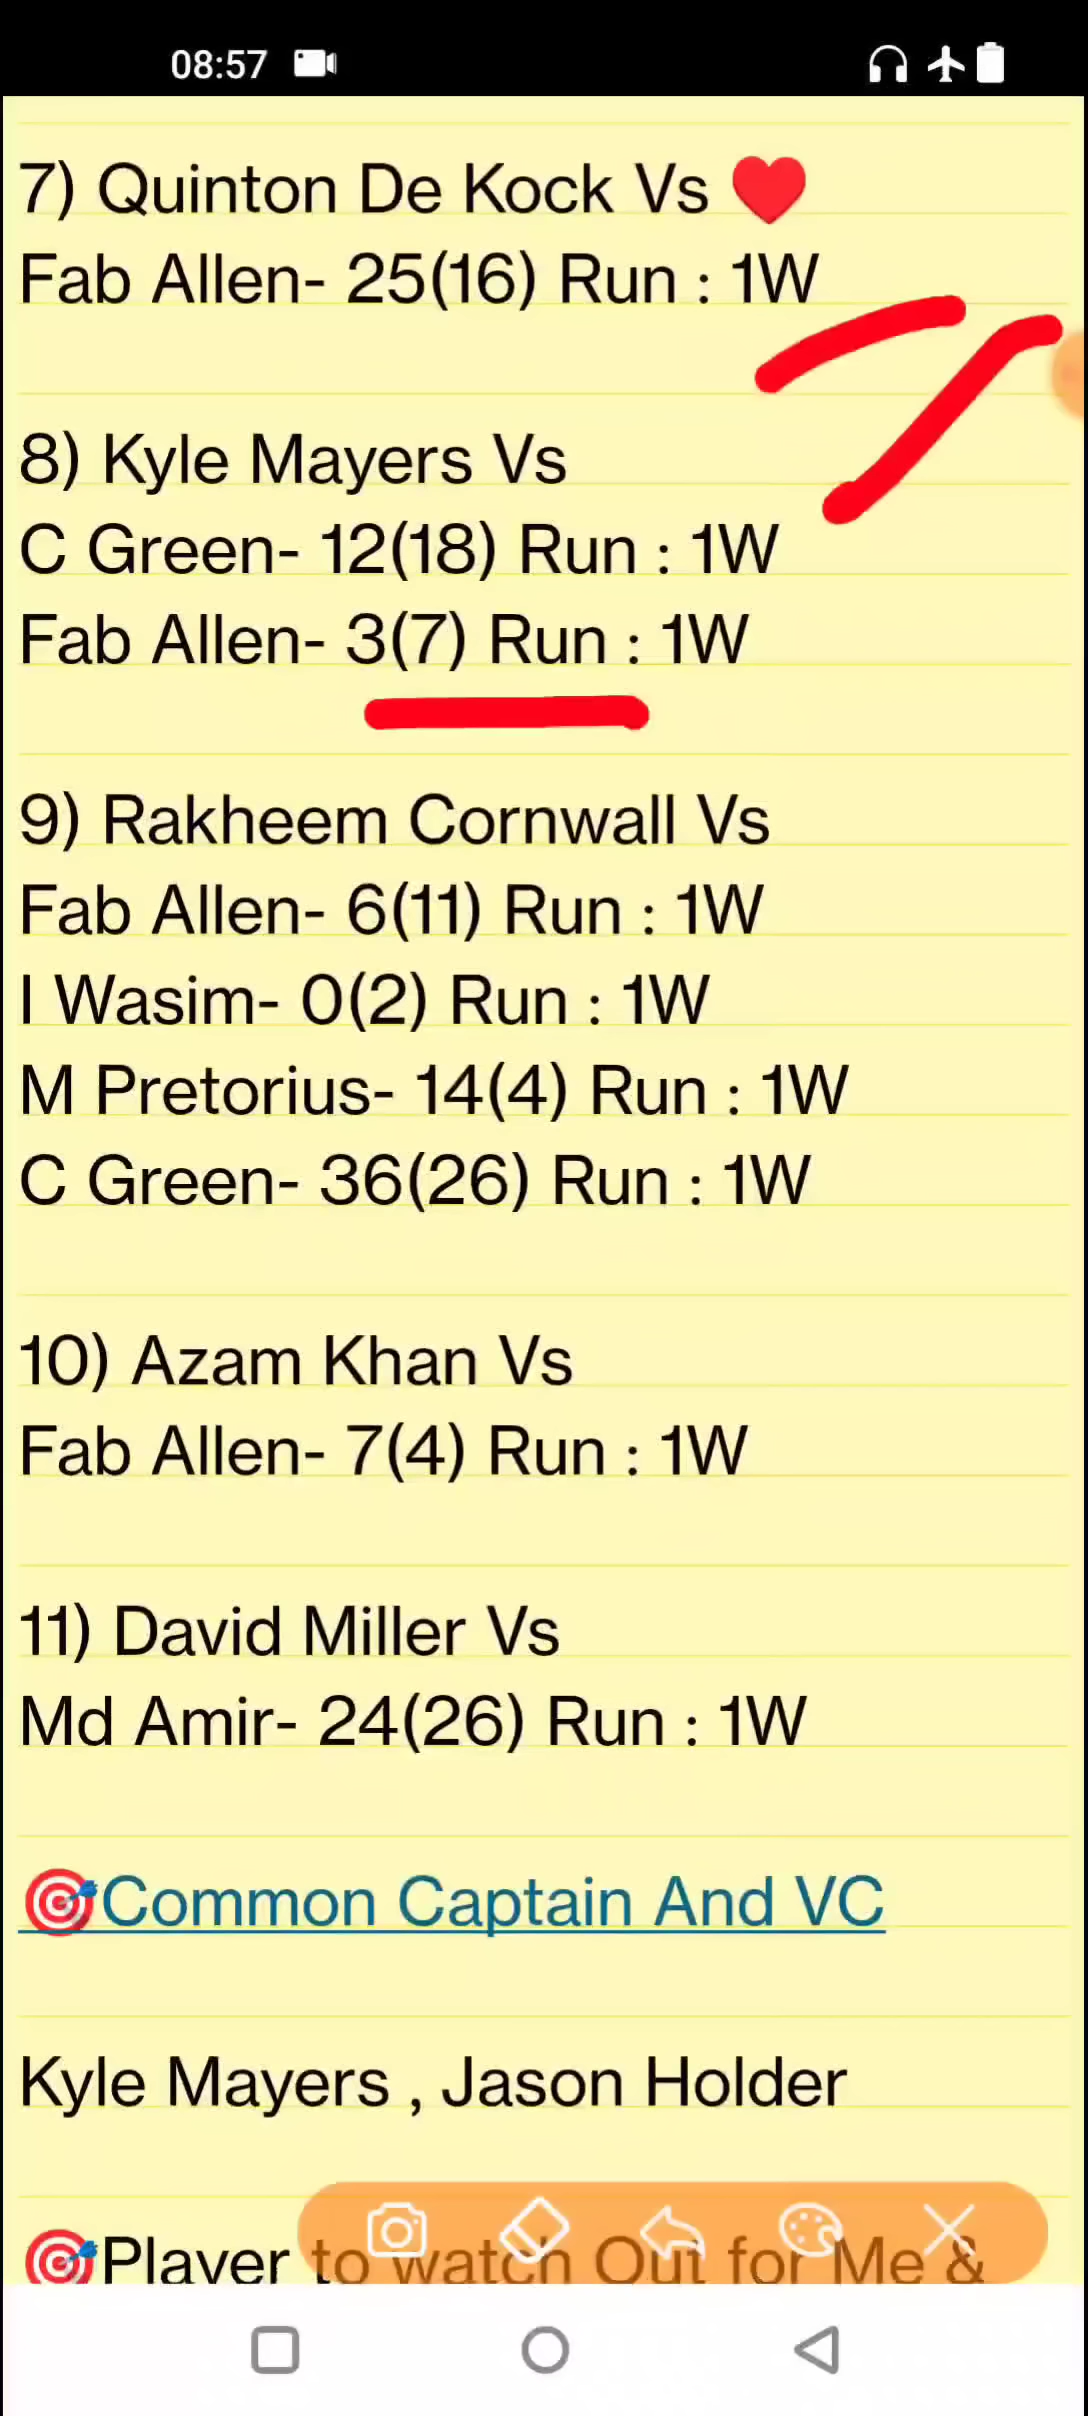 08:57
7) Quinton De Kock Vs ❤️
Fab Allen- 25(16) Run : 1W
8) Kyle Mayers Vs
C Green- 12(18) Run : 1W
Fab Allen- 3(7) Run : 1W
9) Rakheem Cornwall Vs
Fab Allen- 6(11) Run : 1W
I Wasim- 0(2) Run : 1W
M Pretorius- 14(4) Run : 1W
C Green- 36(26) Run : 1W
10) Azam Khan Vs
Fab Allen- 7(4) Run : 1W
11) David Miller Vs
Md Amir- 24(26) Run : 1W
🎯Common Captain And VC
Kyle Mayers , Jason Holder
🎯Player to watch Out for Me &